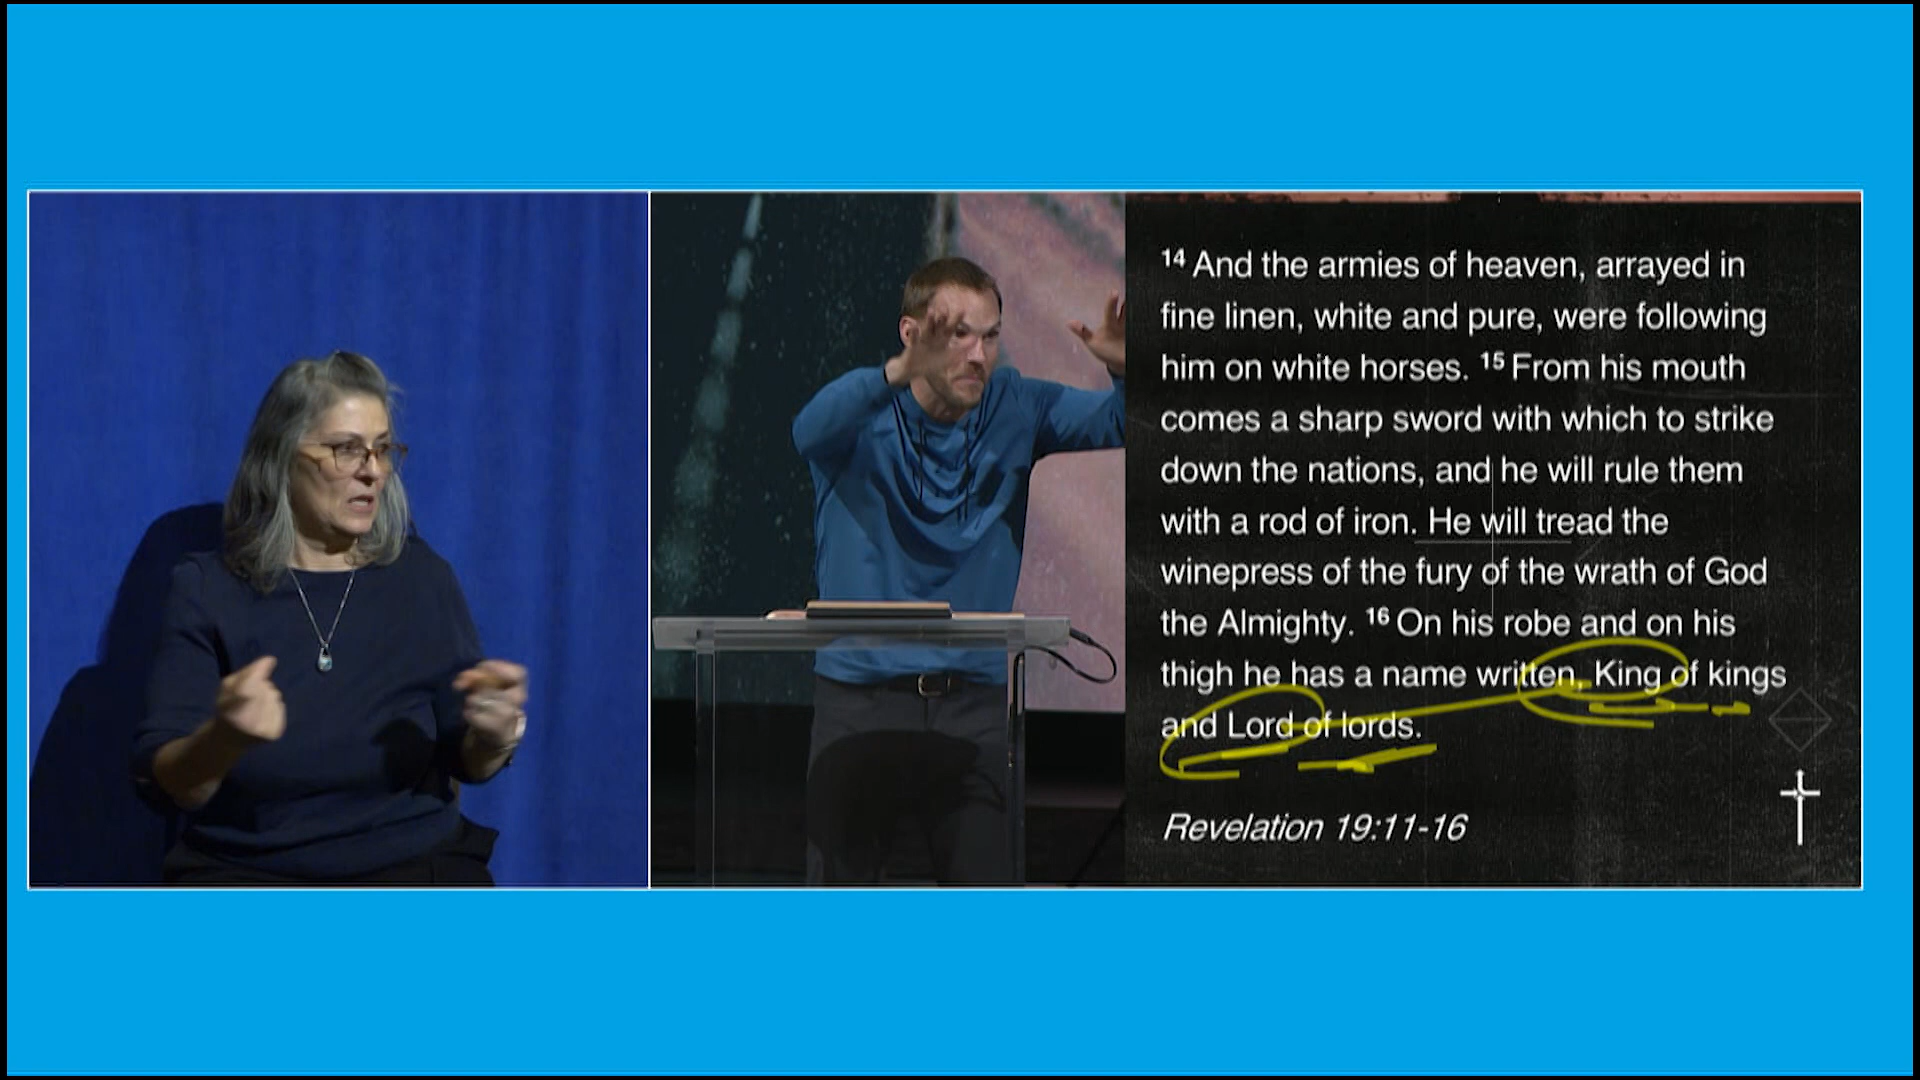 14 And the armies of heaven, arrayed in
fine linen, white and pure, were following
him on white horses. 15 From his mouth
comes a sharp sword with which to strike
down the nations, and he will rule them
with a rod of iron. He will tread the
winepress of the fury of the wrath of God
the Almighty. 16 On his robe and on his
thigh he has a name written, King of kings
and Lord of lords.
Revelation 19:11-16